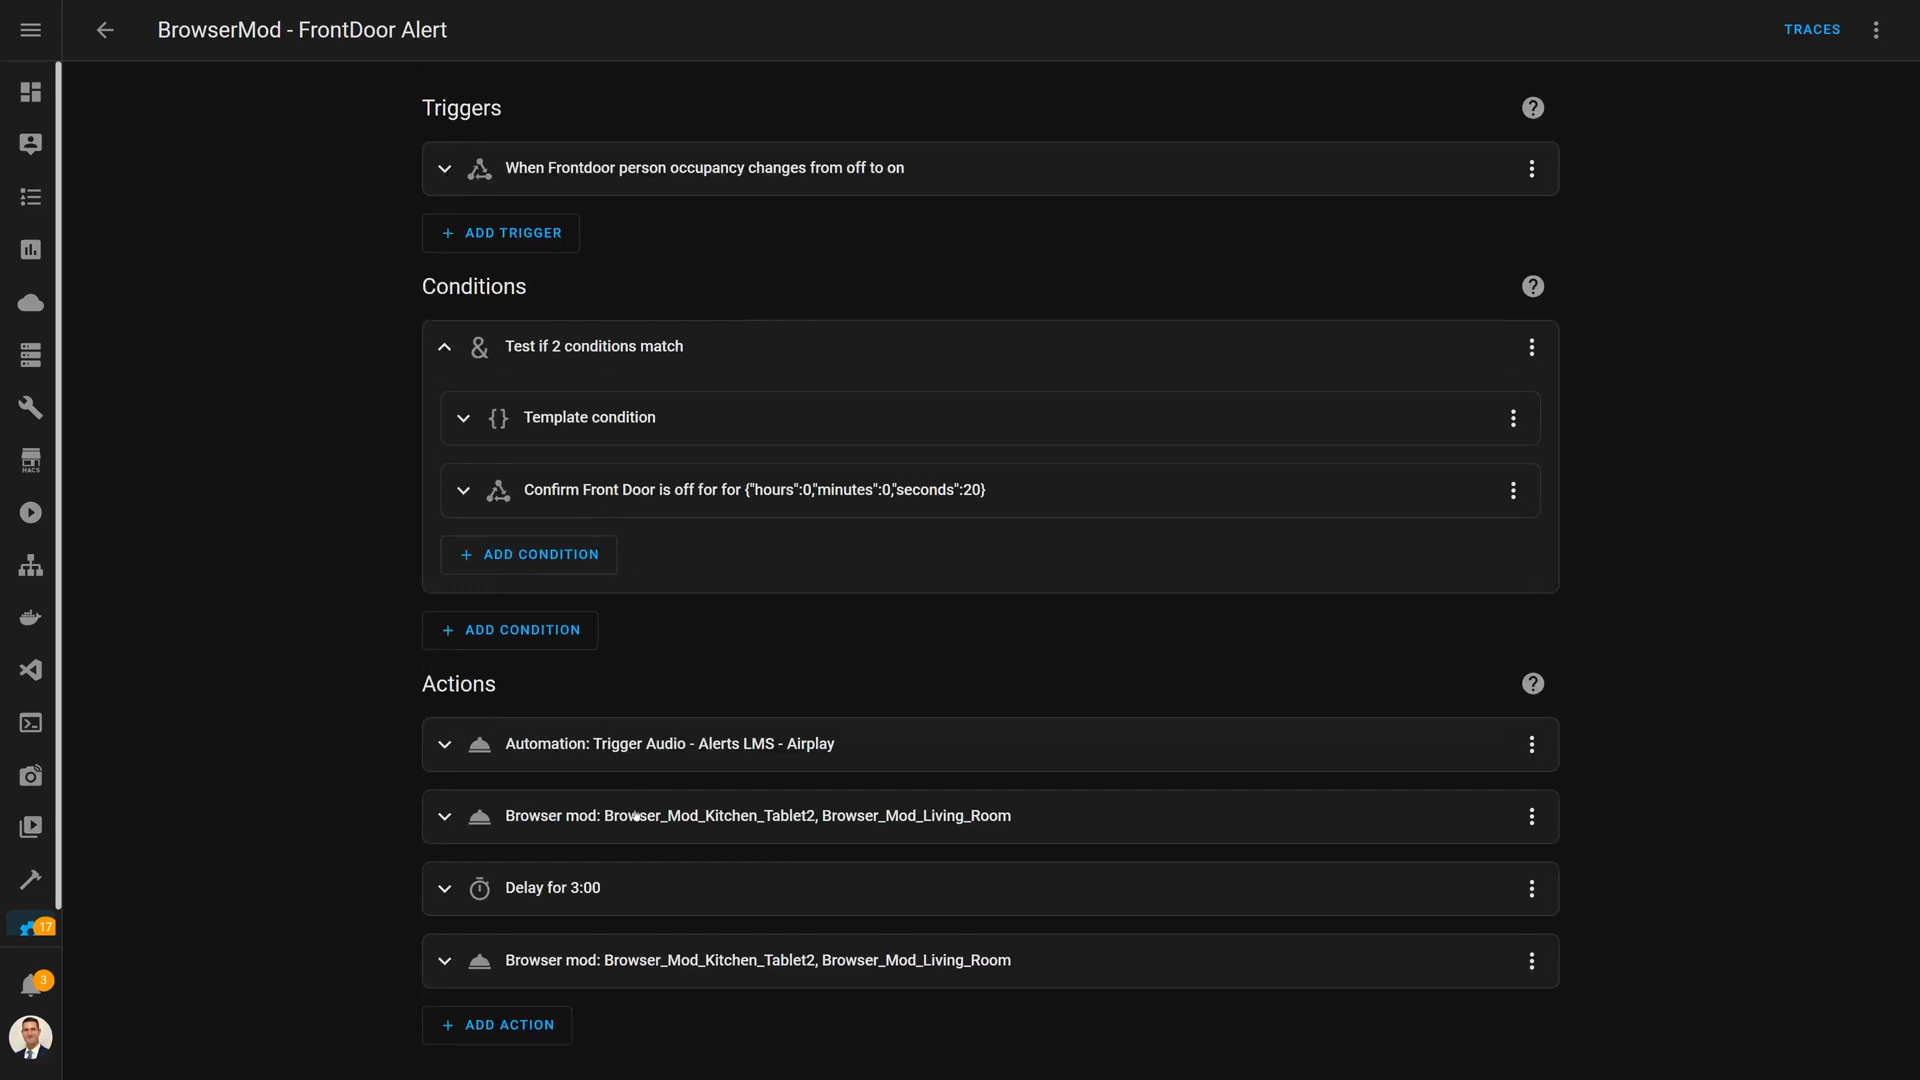 BrowserMod - FrontDoor Alert
TRACES
Triggers
When Frontdoor person occupancy changes from off to on
+ ADD TRIGGER
Conditions
& Test if 2 conditions match
{} Template condition
Confirm Front Door is off for for {"hours":0,"minutes":0,"seconds":20}
+ ADD CONDITION
+ ADD CONDITION
Actions
Automation: Trigger Audio - Alerts LMS - Airplay
Browser mod: Browser_Mod_Kitchen_Tablet2, Browser_Mod_Living_Room
Delay for 3:00
Browser mod: Browser_Mod_Kitchen_Tablet2, Browser_Mod_Living_Room
+ ADD ACTION
HACS
17
3